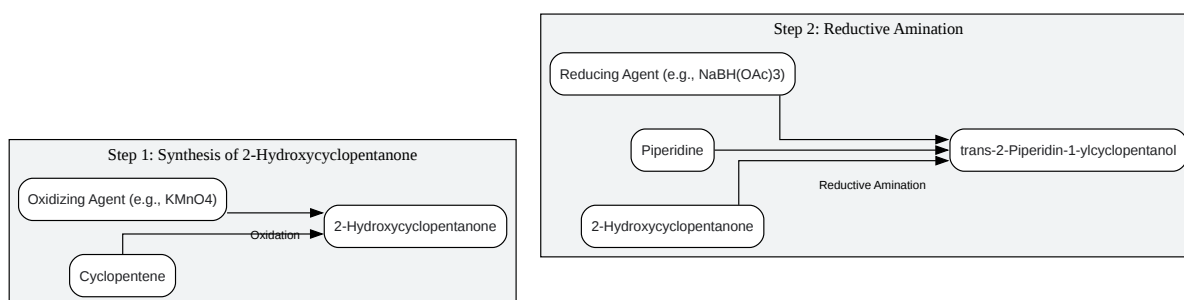 Step 1: Synthesis of 2-Hydroxycyclopentanone
Oxidizing Agent (e.g., KMnO4)
2-Hydroxycyclopentanone
Oxidation
Cyclopentene
Step 2: Reductive Amination
Reducing Agent (e.g., NaBH(OAc)3)
Piperidine
trans-2-Piperidin-1-ylcyclopentanol
Reductive Amination
2-Hydroxycyclopentanone